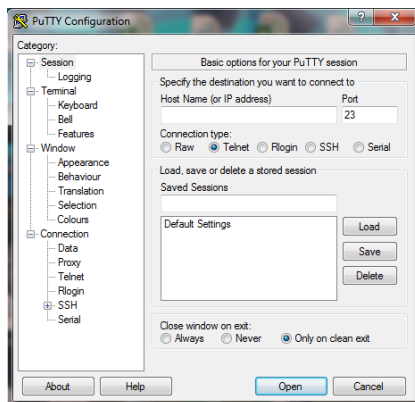 PuTTY Configuration
Category:
Session
Logging
Terminal
Keyboard
Bell
Features
Window
Appearance
Behaviour
Translation
Selection
Colours
Connection
Data
Proxy
Telnet
Rlogin
SSH
Serial
Basic options for your PuTTY session
Specify the destination you want to connect to
Host Name (or IP address) Port
23
Connection type:
Raw Telnet Rlogin SSH Serial
Load, save or delete a stored session
Saved Sessions
Default Settings
Load
Save
Delete
Close window on exit:
Always Never Only on clean exit
About Help Open Cancel